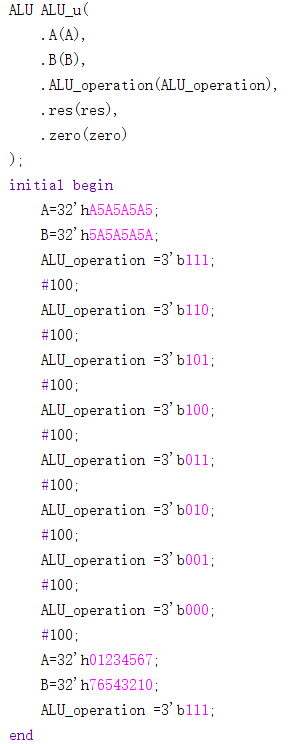 ALU ALU_u(
    .A(A),
    .B(B),
    .ALU_operation(ALU_operation),
    .res(res),
    .zero(zero)
);
initial begin
    A=32'hA5A5A5A5;
    B=32'h5A5A5A5A;
    ALU_operation =3'b111;
    #100;
    ALU_operation =3'b110;
    #100;
    ALU_operation =3'b101;
    #100;
    ALU_operation =3'b100;
    #100;
    ALU_operation =3'b011;
    #100;
    ALU_operation =3'b010;
    #100;
    ALU_operation =3'b001;
    #100;
    ALU_operation =3'b000;
    #100;
    A=32'h01234567;
    B=32'h76543210;
    ALU_operation =3'b111;
end